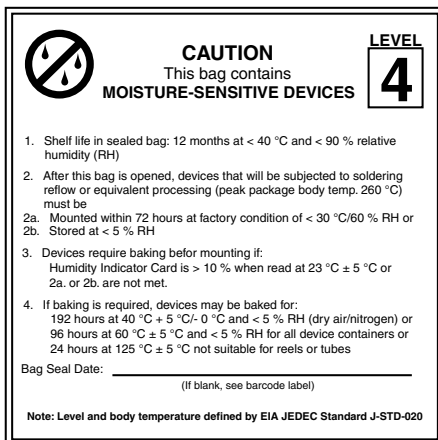 LEVEL
4
CAUTION
This bag contains
MOISTURE-SENSITIVE DEVICES
1. Shelf life in sealed bag: 12 months at < 40 °C and < 90 % relative
humidity (RH)
2. After this bag is opened, devices that will be subjected to soldering
reflow or equivalent processing (peak package body temp. 260 °C)
must be
2a. Mounted within 72 hours at factory condition of < 30 °C/60 % RH or
2b. Stored at < 5 % RH
3. Devices require baking befor mounting if:
Humidity Indicator Card is > 10 % when read at 23 °C ± 5 °C or
2a. or 2b. are not met.
4. If baking is required, devices may be baked for:
192 hours at 40 °C + 5 °C/- 0 °C and < 5 % RH (dry air/nitrogen) or
96 hours at 60 °C ± 5 °C and < 5 % RH for all device containers or
24 hours at 125 °C ± 5 °C not suitable for reels or tubes
Bag Seal Date:
(If blank, see barcode label)
Note: Level and body temperature defined by EIA JEDEC Standard J-STD-020